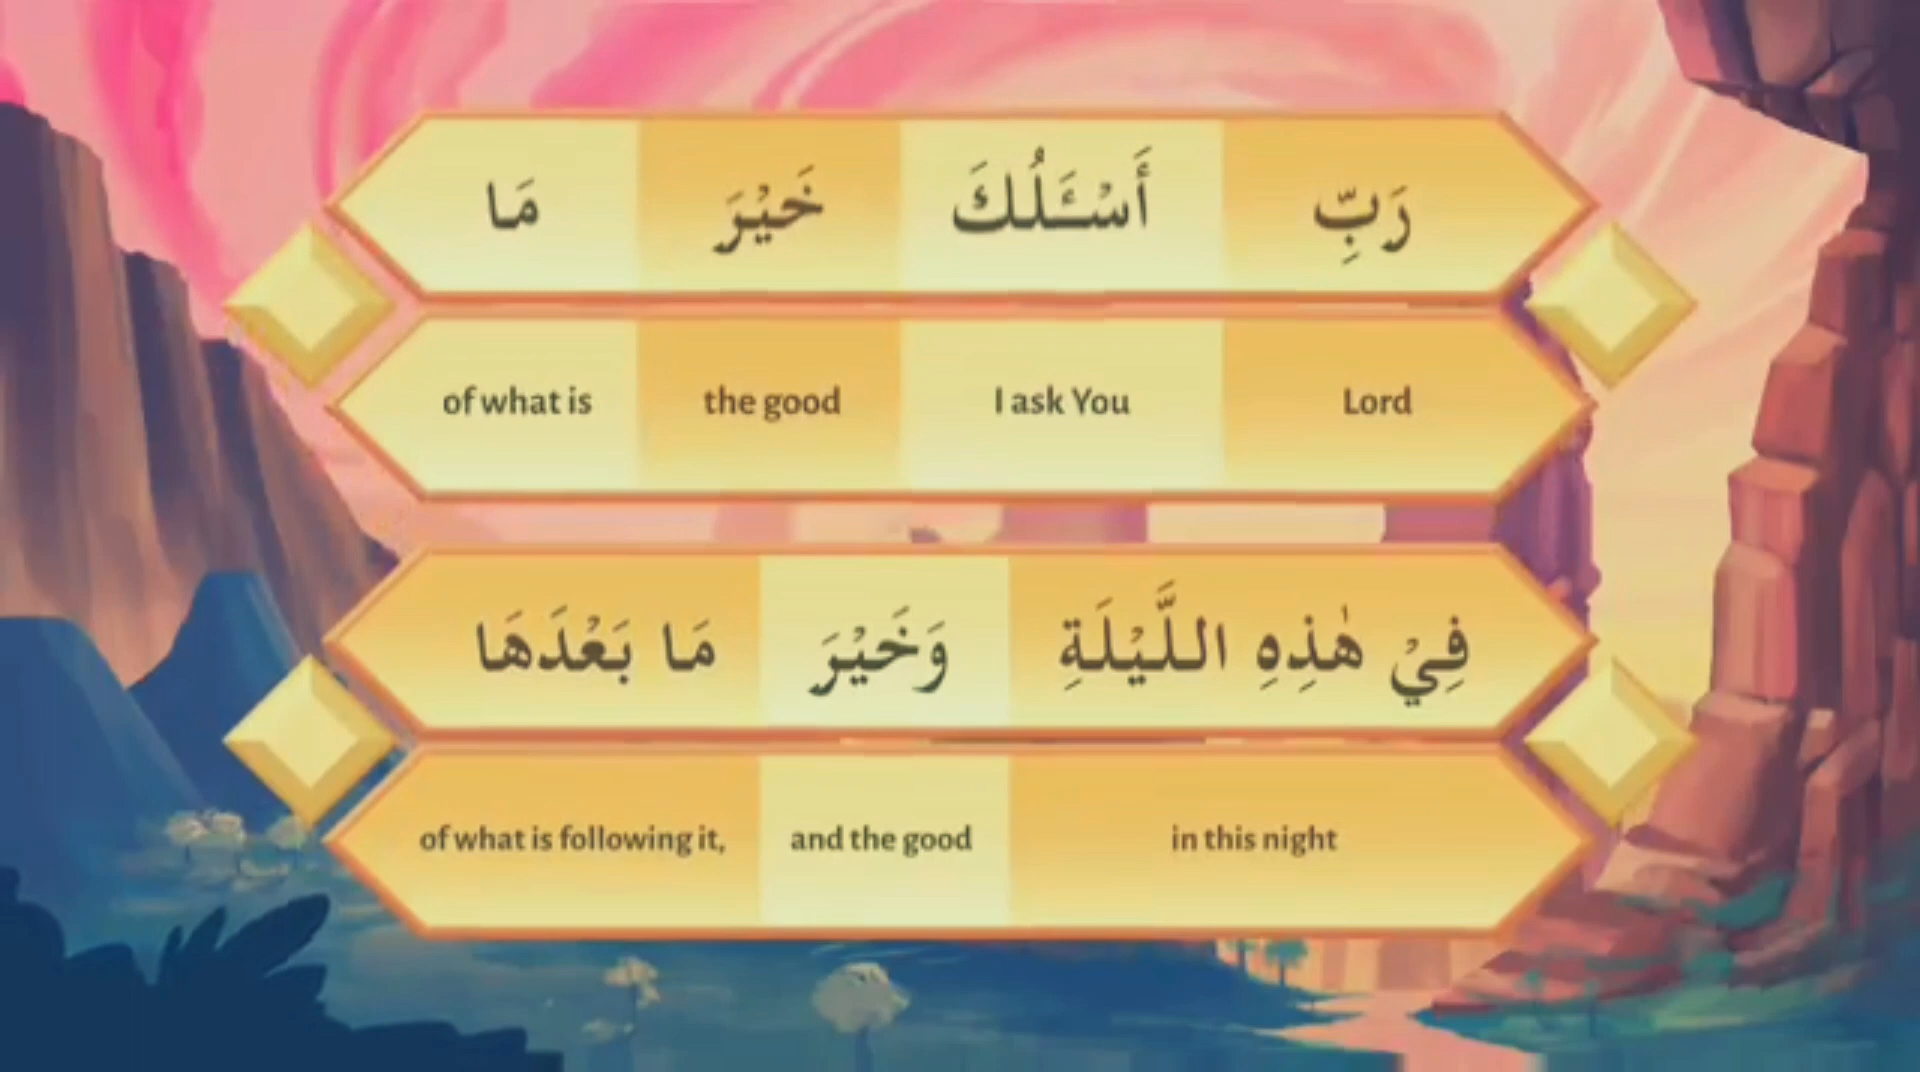 رَبِّ أَسْـَٔلُكَ خَيْرَ مَا
of what is the good I ask You Lord
فِيْ هٰذِهِ اللَّيْلَةِ وَخَيْرَ مَا بَعْدَهَا
of what is following it, and the good in this night